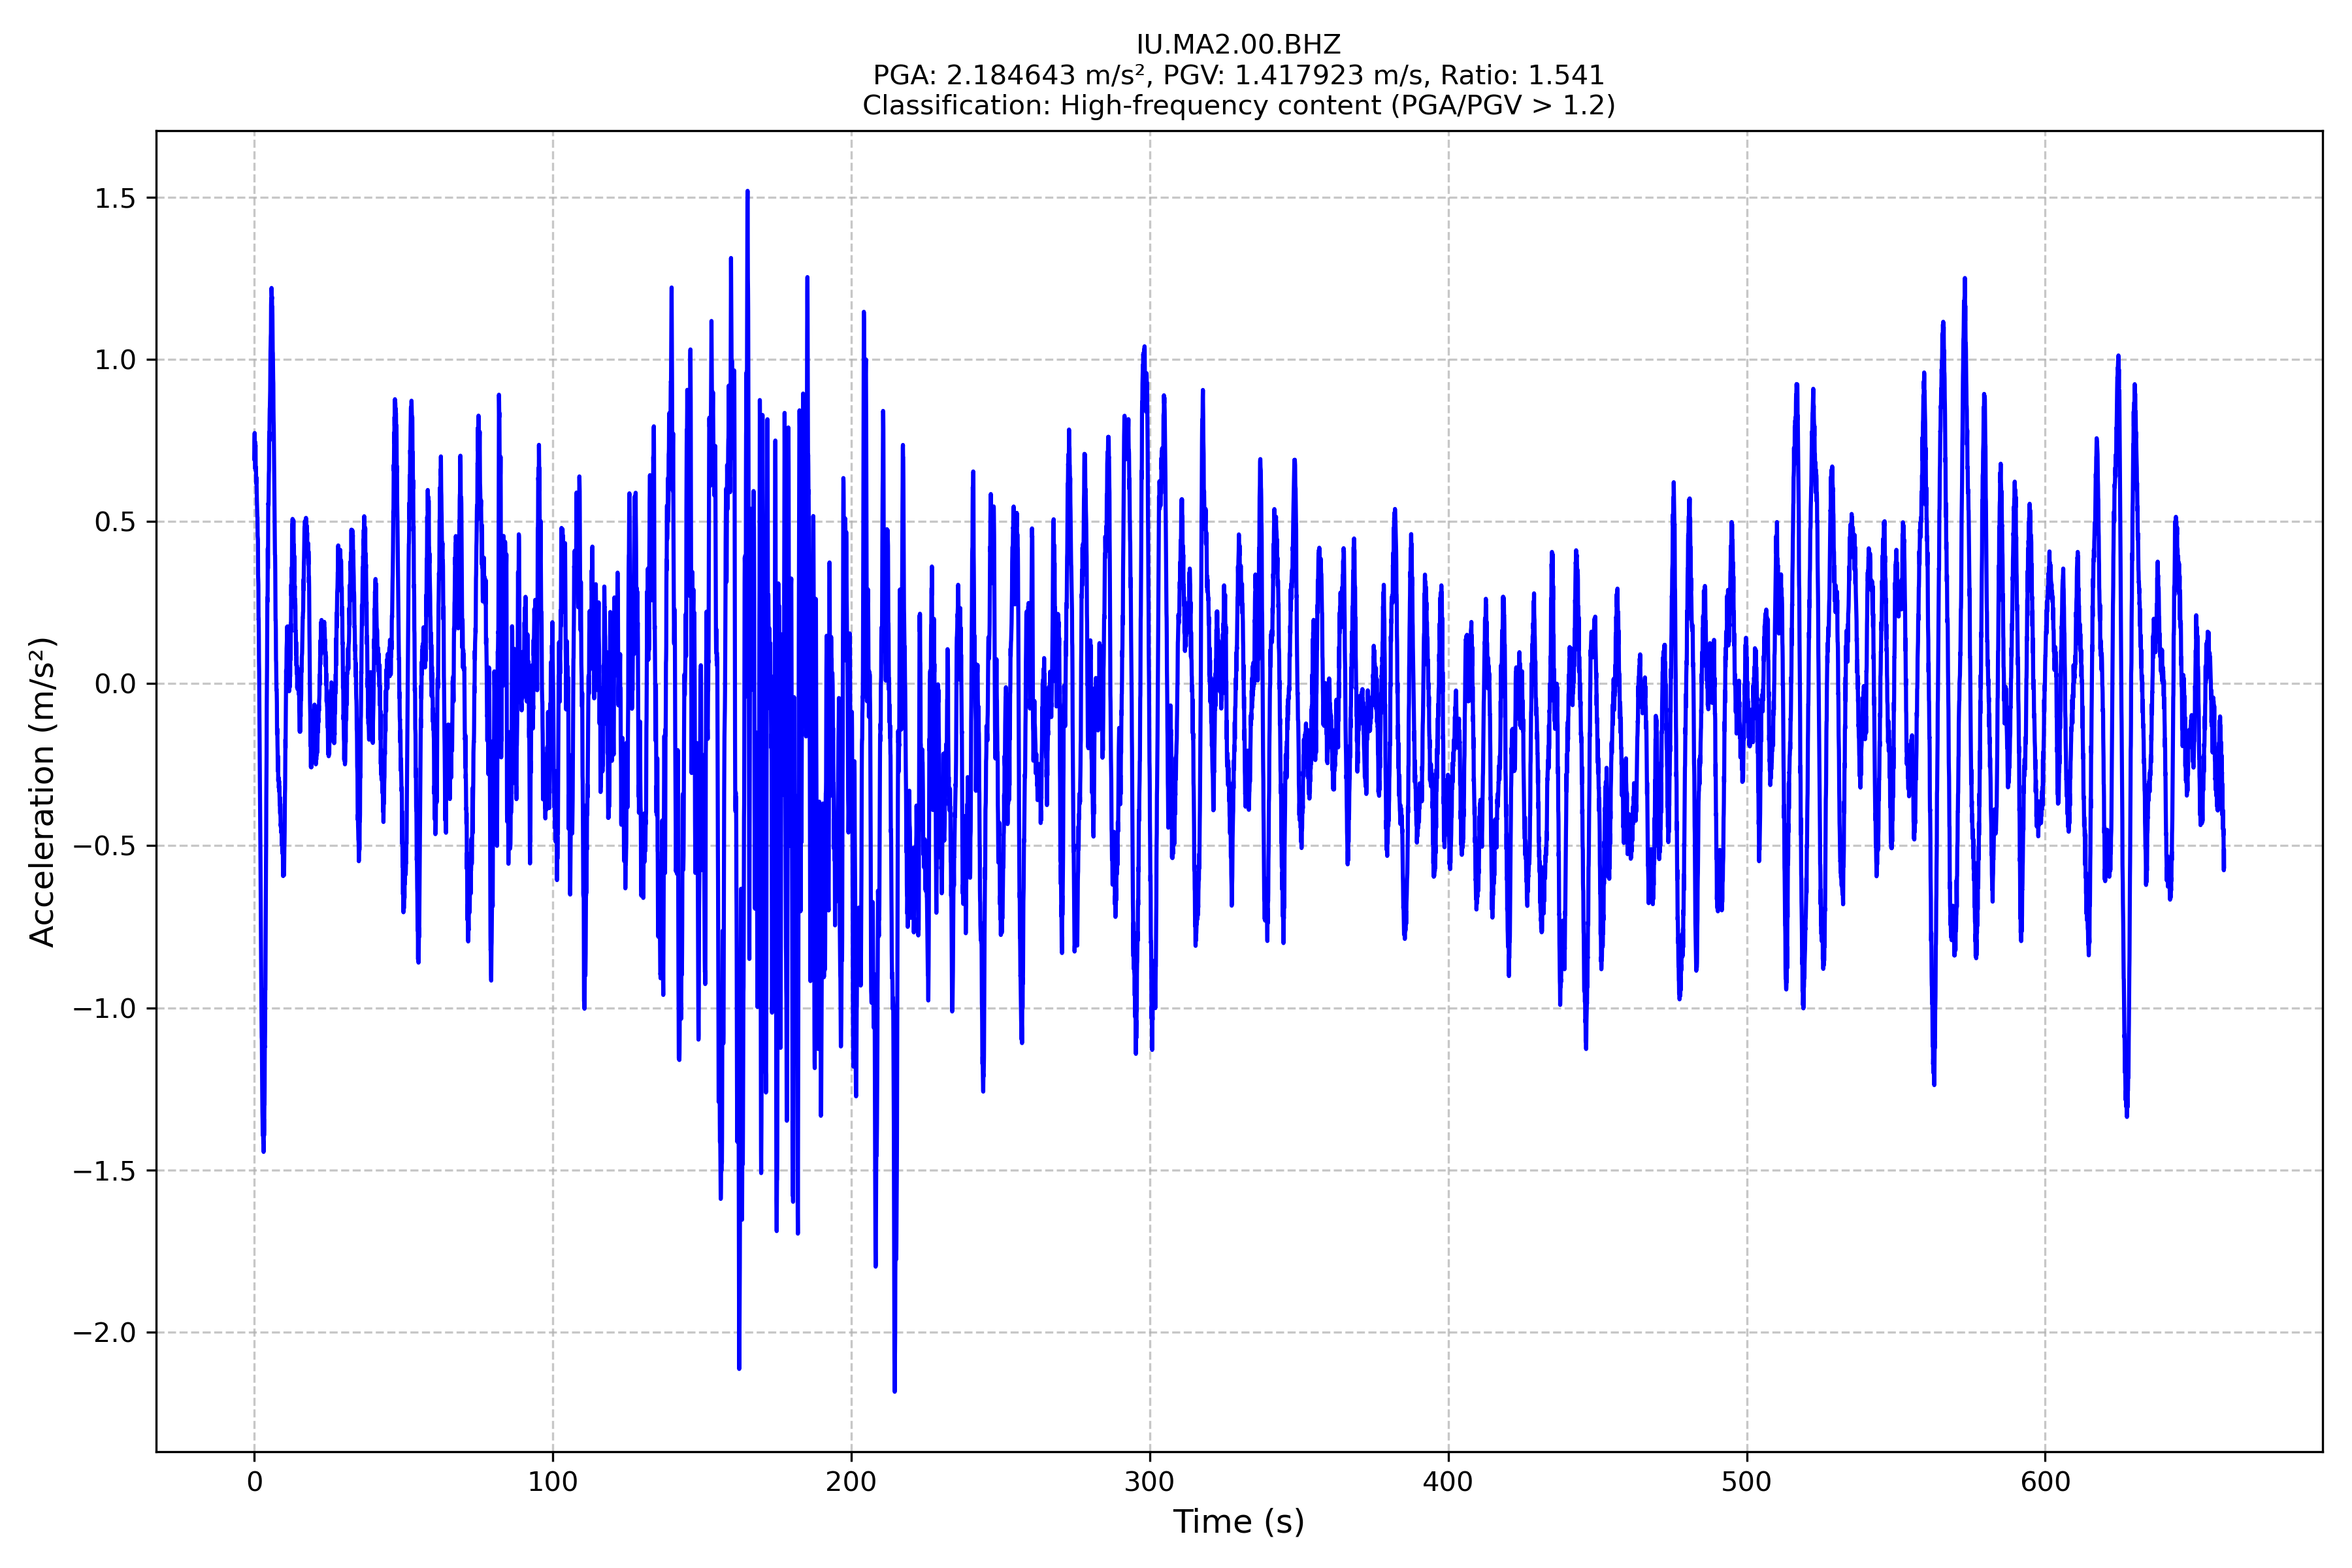 IU.MA2.00.BHZ
PGA: 2.184643 m/s², PGV: 1.417923 m/s, Ratio: 1.541
Classification: High-frequency content (PGA/PGV > 1.2)
1.5
1.0
0.5
0.0
−0.5
−1.0
−1.5
−2.0
Acceleration (m/s²)
0 100 200 300 400 500 600
Time (s)